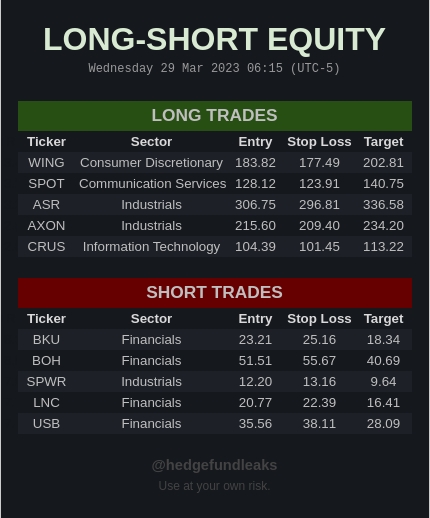 LONG-SHORT EQUITY
Wednesday 29 Mar 2023 06:15 (UTC-5)
LONG TRADES
Ticker Sector Entry Stop Loss Target
WING Consumer Discretionary 183.82 177.49 202.81
SPOT Communication Services 128.12 123.91 140.75
ASR Industrials 306.75 296.81 336.58
AXON Industrials 215.60 209.40 234.20
CRUS Information Technology 104.39 101.45 113.22
SHORT TRADES
Ticker Sector Entry Stop Loss Target
BKU Financials 23.21 25.16 18.34
BOH Financials 51.51 55.67 40.69
SPWR Industrials 12.20 13.16 9.64
LNC Financials 20.77 22.39 16.41
USB Financials 35.56 38.11 28.09
@hedgefundleaks
Use at your own risk.